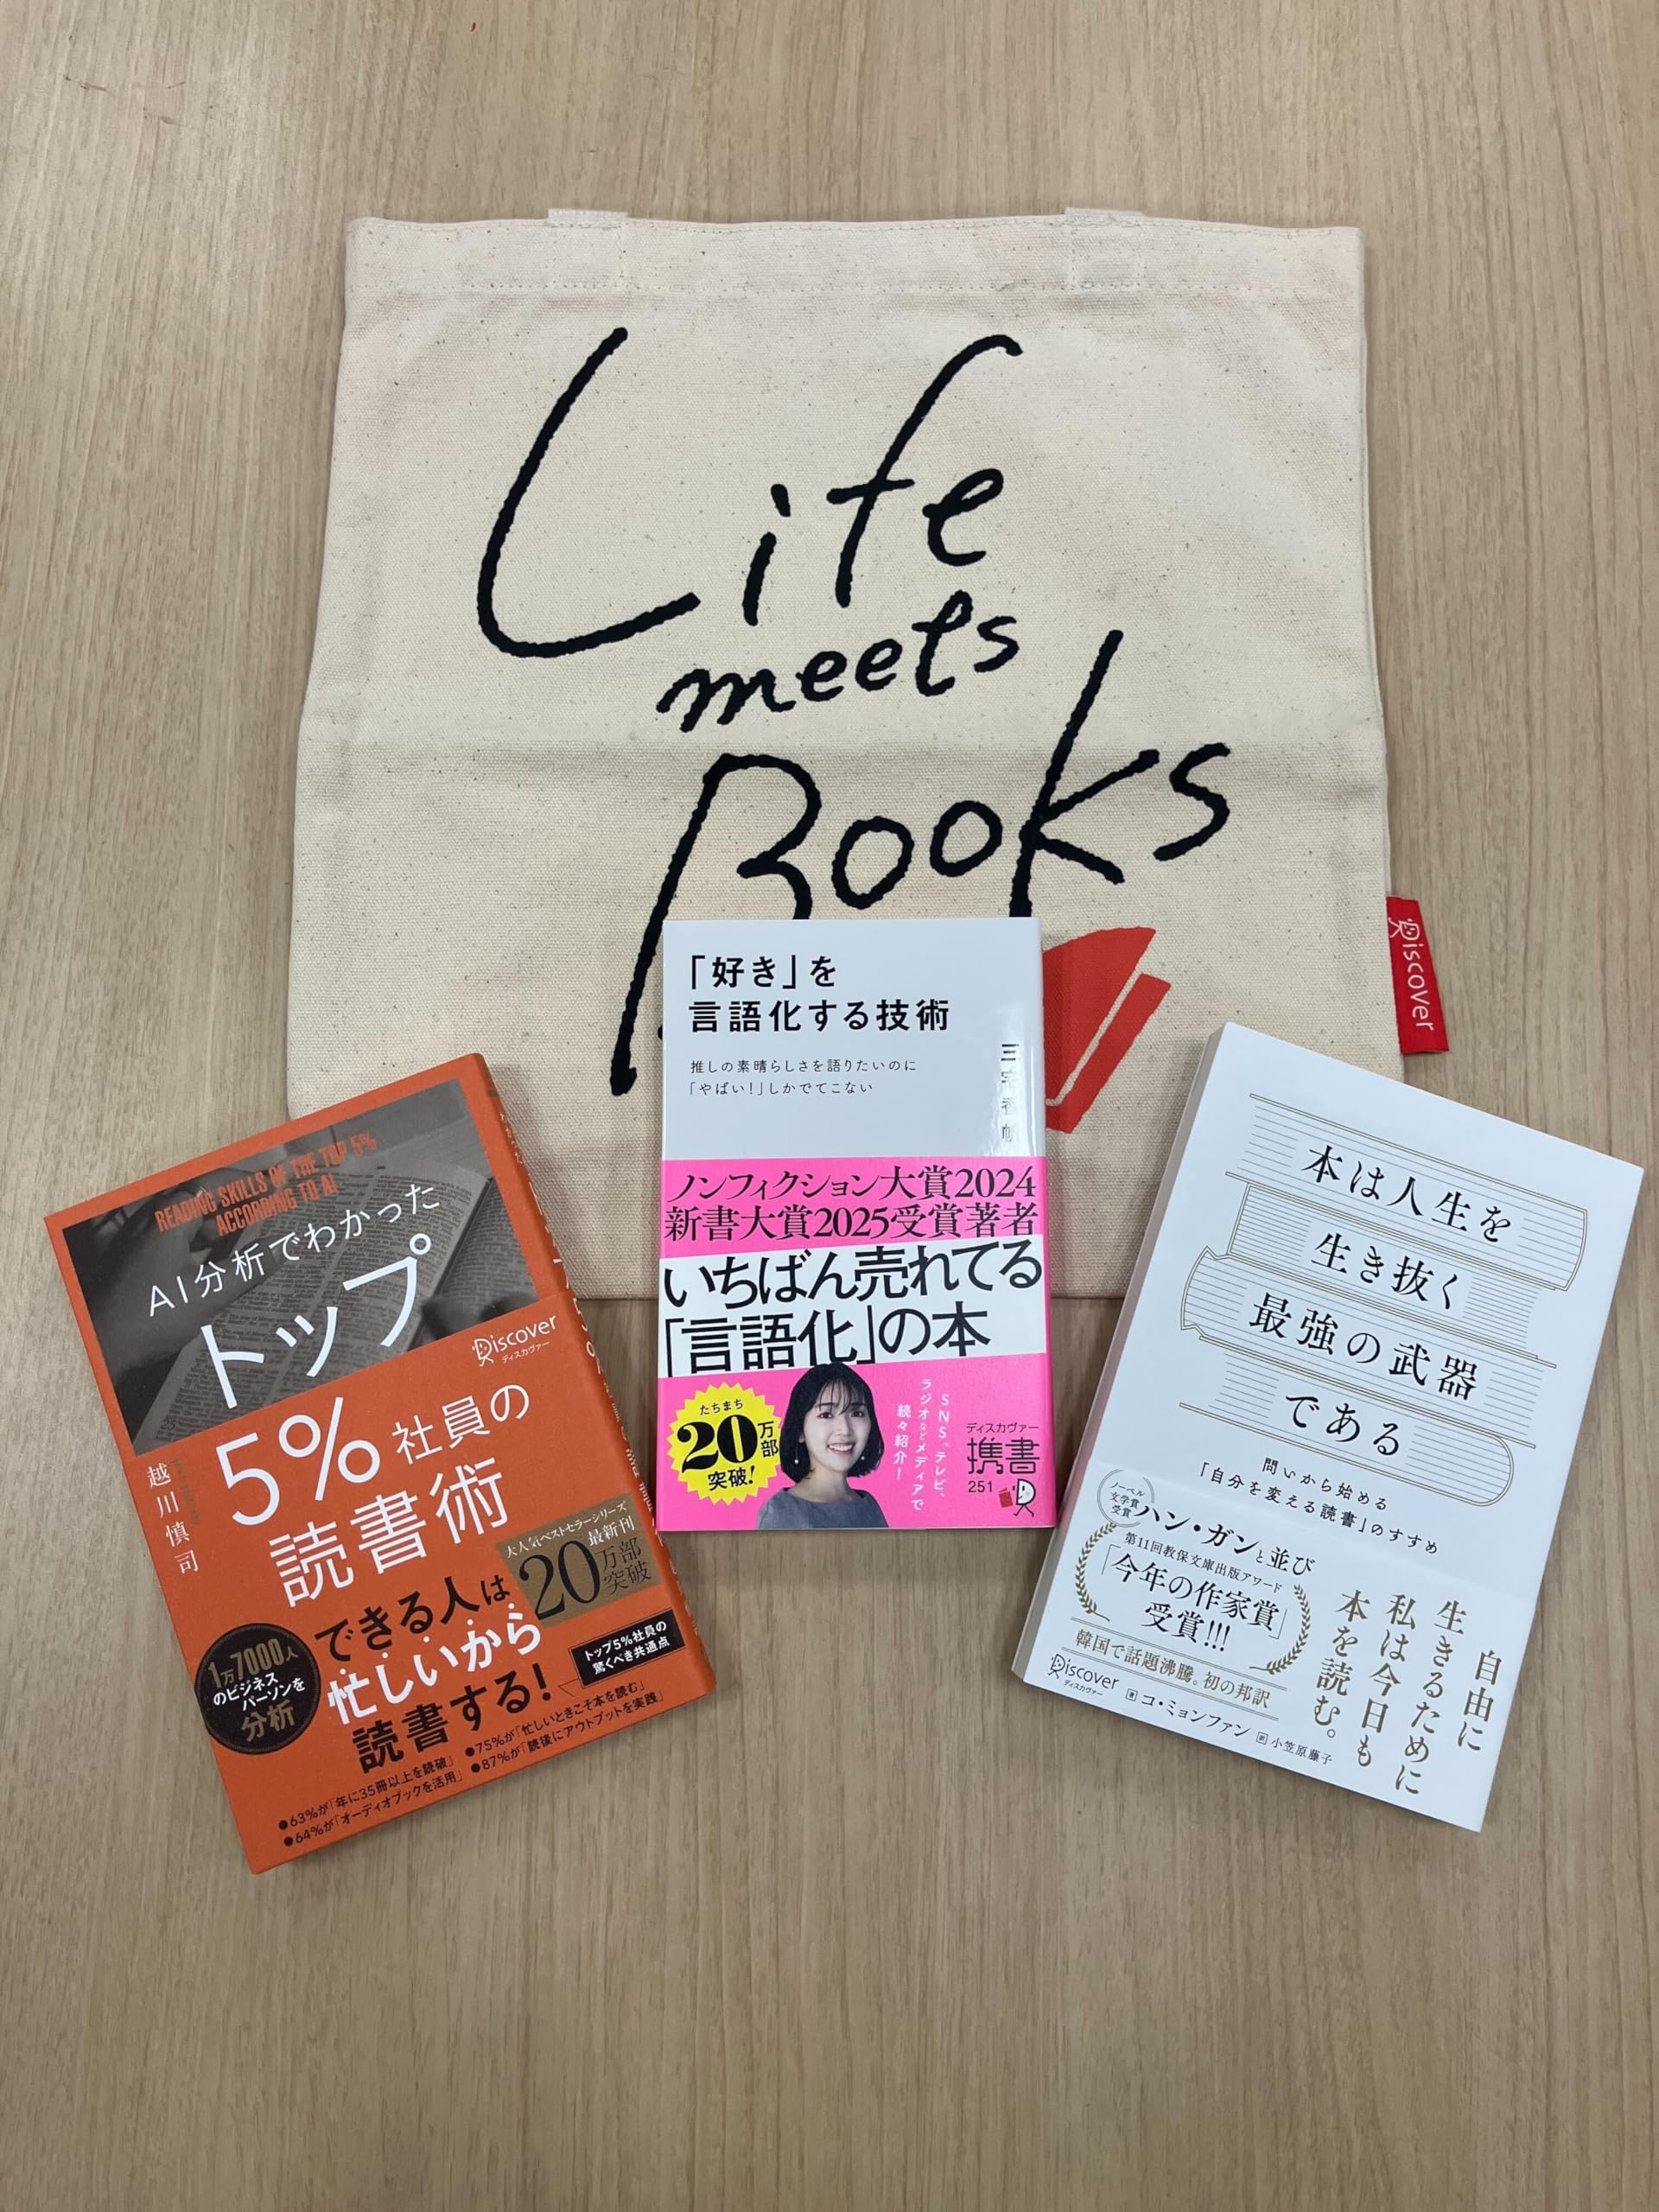 Life
meets
Books
Discover
READING SKILLS OF THE TOP 5%
ACCORDING TO AI
AI分析でわかった
トップ
5%社員の
読書術
Discover
ディスカヴァー
越川慎司
大人気ベストセラーシリーズ
最新刊
20万部
突破
できる人は
忙しいから
読書する!
トップ5%社員の
驚くべき共通点
1万7000人
のビジネス
パーソンを
分析
●63%が「年に35冊以上を読破」
●75%が「忙しいときこそ本を読む」
●64%が「オーディオブックを活用」
●87%が「読後にアウトプットを実践」
「好き」を
言語化する技術
推しの素晴らしさを語りたいのに
「やばい!」しかでてこない
三宅香帆
ノンフィクション大賞2024
新書大賞2025受賞著者
いちばん売れてる
「言語化」の本
たちまち
20万部
突破!
SNS、テレビ、
ラジオなどメディアで
続々紹介!
ディスカヴァー
携書
251
本は人生を
生き抜く
最強の武器
である
問いから始める
「自分を変える読書」のすすめ
ノーベル
文学賞
受賞
ハン・ガンと並び
第11回教保文庫出版アワード
「今年の作家賞」
受賞!!!
韓国で話題沸騰。初の邦訳
自由に
生きるために
私は今日も
本を読む。
Discover
ディスカヴァー
著 コ・ミョンファン 訳 小笠原藤子